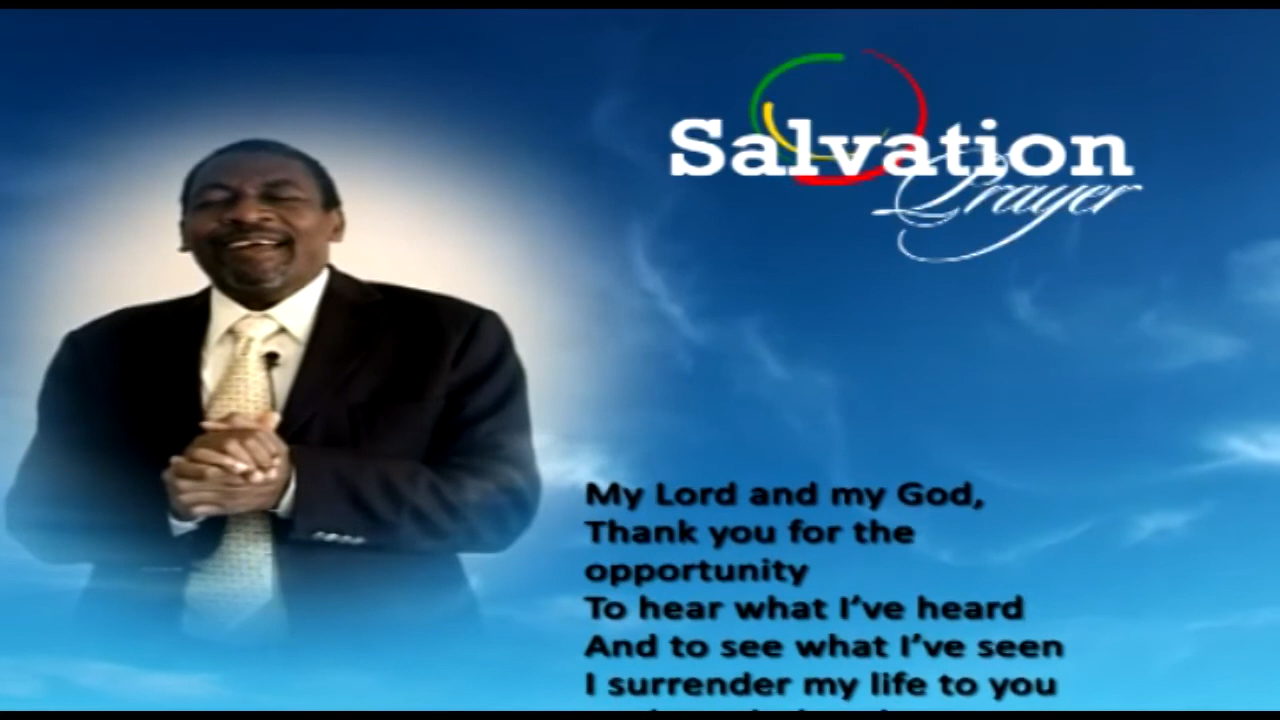 Salvation
Prayer
My Lord and my God,
Thank you for the
opportunity
To hear what I've heard
And to see what I've seen
I surrender my life to you